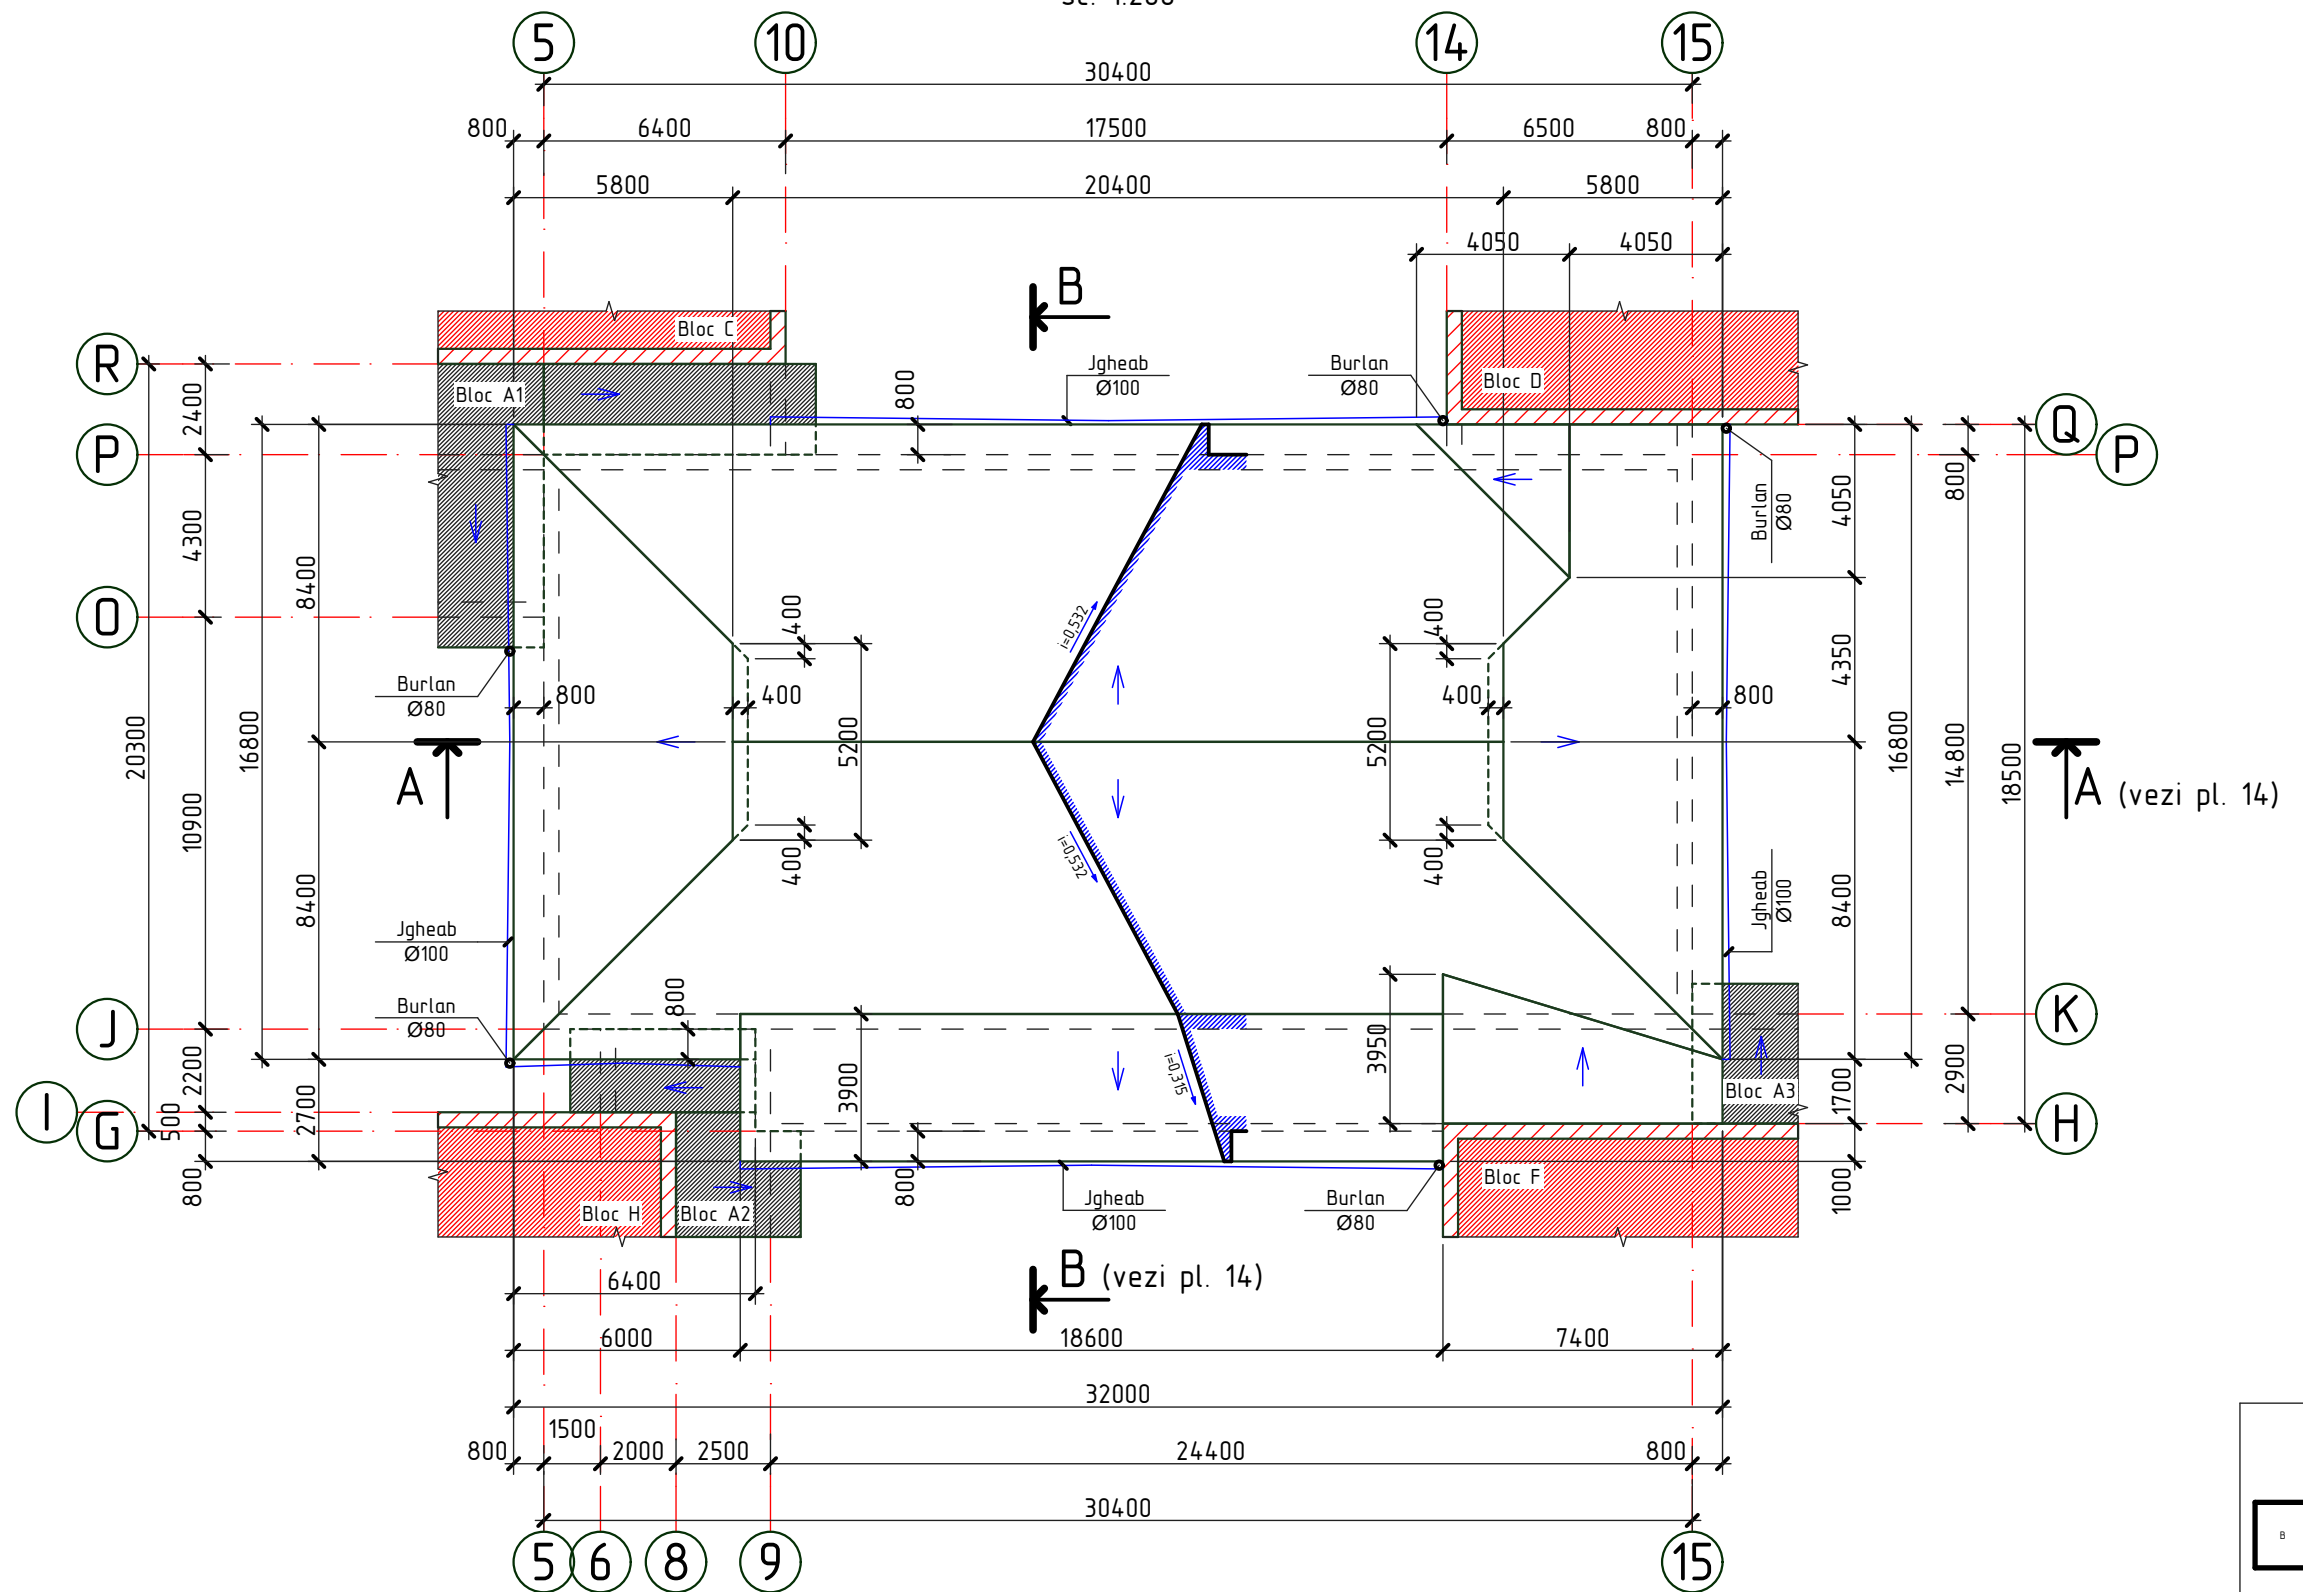 5 10 14 15
30400
800 6400 17500 6500 800
5800 20400 5800
4050 4050
B
Bloc C
Jgheab
Ø100
Burlan
Ø80
Bloc D
R
Bloc A1
800
2400
Q
P
P
4300
8400
Burlan
Ø80
4050
800
O
400
i=0,532
400
4350
Burlan
Ø80
800
400
400
800
20300
16800
5200
5200
16800
14800
18500
A
A (vezi pl. 14)
10900
400
i=0,532
400
8400
Jgheab
Ø100
Jgheab
Ø100
8400
Burlan
Ø80
800
J
K
3900
i=0,315
3950
2200
2700
Bloc A3
1700
2900
I
G
500
H
800
Bloc H
Bloc A2
800
Jgheab
Ø100
Burlan
Ø80
Bloc F
1000
6400
B (vezi pl. 14)
6000 18600 7400
32000
1500
800 2000 2500 24400 800
30400
5 6 8 9 15
B